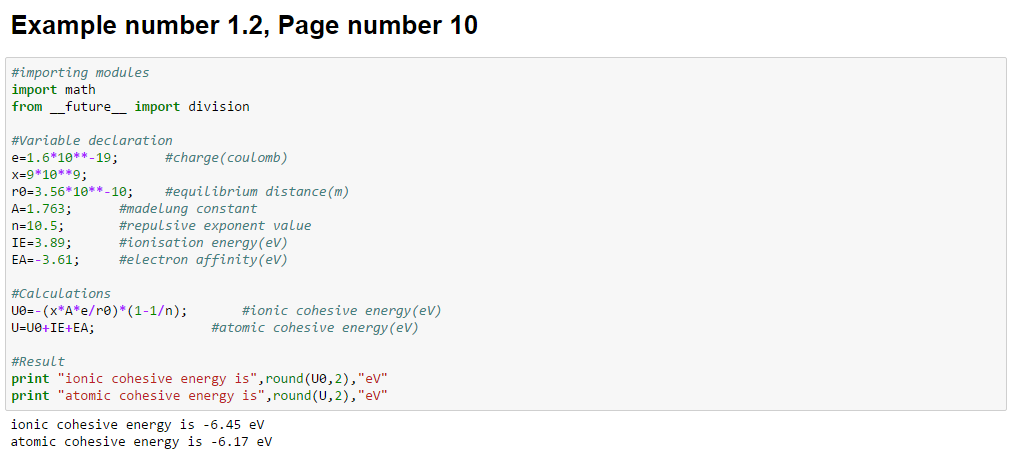 Example number 1.2, Page number 10
#importing modules
import math
from __future__ import division
#Variable declaration
e=1.6*10**-19;      #charge(coulomb)
x=9*10**9;
r0=3.56*10**-10;    #equilibrium distance(m)
A=1.763;      #madelung constant
n=10.5;       #repulsive exponent value
IE=3.89;      #ionisation energy(eV)
EA=-3.61;     #electron affinity(eV)
#Calculations
U0=-(x*A*e/r0)*(1-1/n);       #ionic cohesive energy(eV)
U=U0+IE+EA;               #atomic cohesive energy(eV)
#Result
print "ionic cohesive energy is",round(U0,2),"eV"
print "atomic cohesive energy is",round(U,2),"eV"
ionic cohesive energy is -6.45 eV
atomic cohesive energy is -6.17 eV